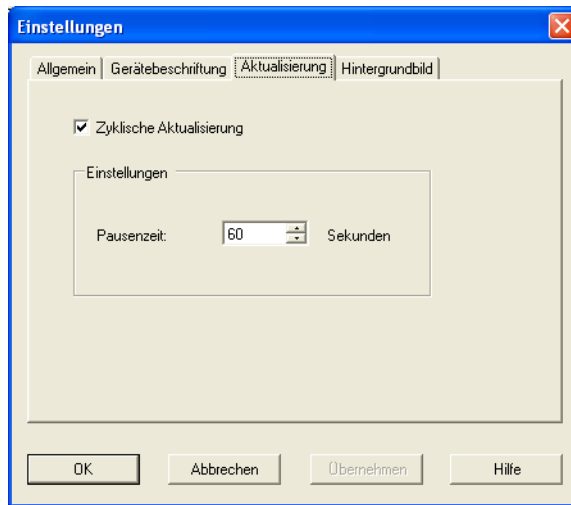 Einstellungen
Allgemein Gerätebeschriftung Aktualisierung Hintergrundbild
Zyklische Aktualisierung
Einstellungen
Pausenzeit: 60 Sekunden
OK Abbrechen Übernehmen Hilfe